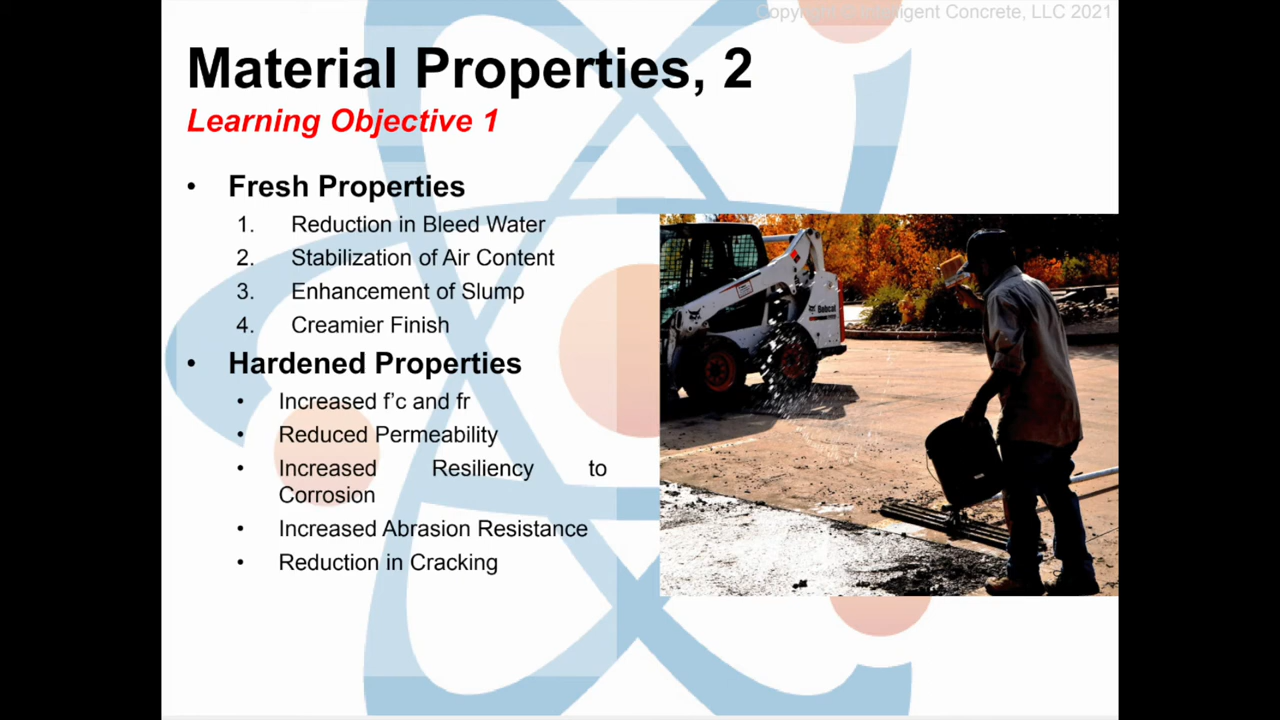 Copyright © Intelligent Concrete, LLC 2021
Material Properties, 2
Learning Objective 1
• Fresh Properties
1. Reduction in Bleed Water
2. Stabilization of Air Content
3. Enhancement of Slump
4. Creamier Finish
• Hardened Properties
• Increased f’c and fr
• Reduced Permeability
• Increased Resiliency to
Corrosion
• Increased Abrasion Resistance
• Reduction in Cracking
Bobcat